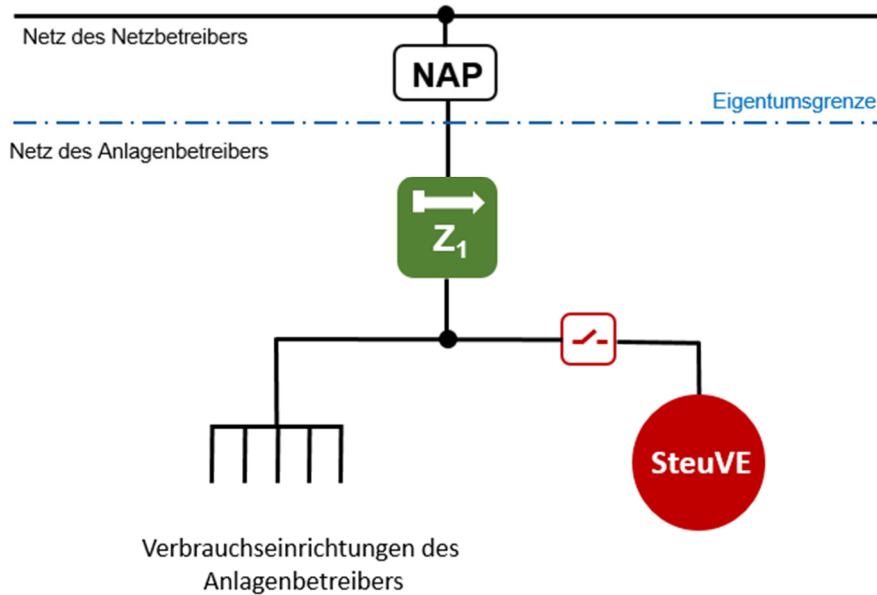 Netz des Netzbetreibers
NAP
Eigentumsgrenze
Netz des Anlagenbetreibers
Z₁
SteuVE
Verbrauchseinrichtungen des
Anlagenbetreibers